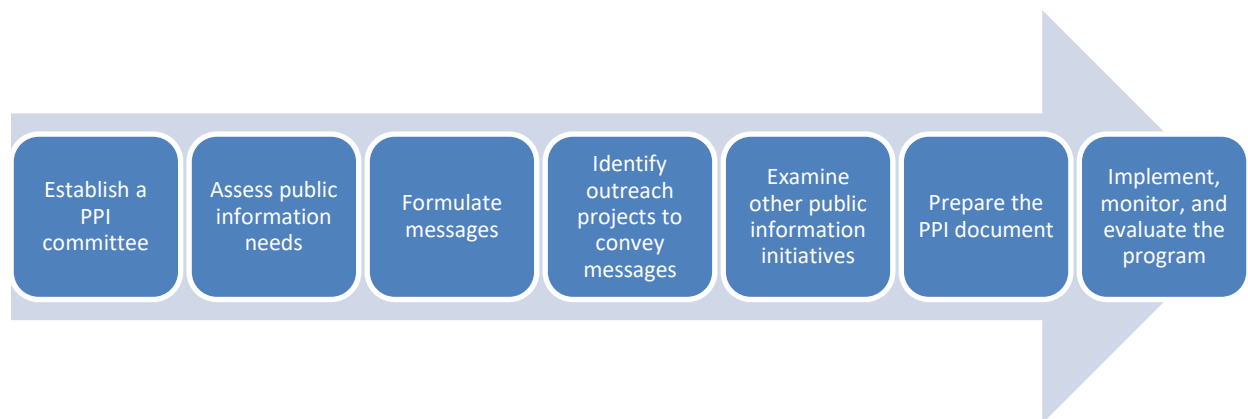 Establish a
PPI
committee
Assess public
information
needs
Formulate
messages
Identify
outreach
projects to
convey
messages
Examine
other public
information
initiatives
Prepare the
PPI document
Implement,
monitor, and
evaluate the
program